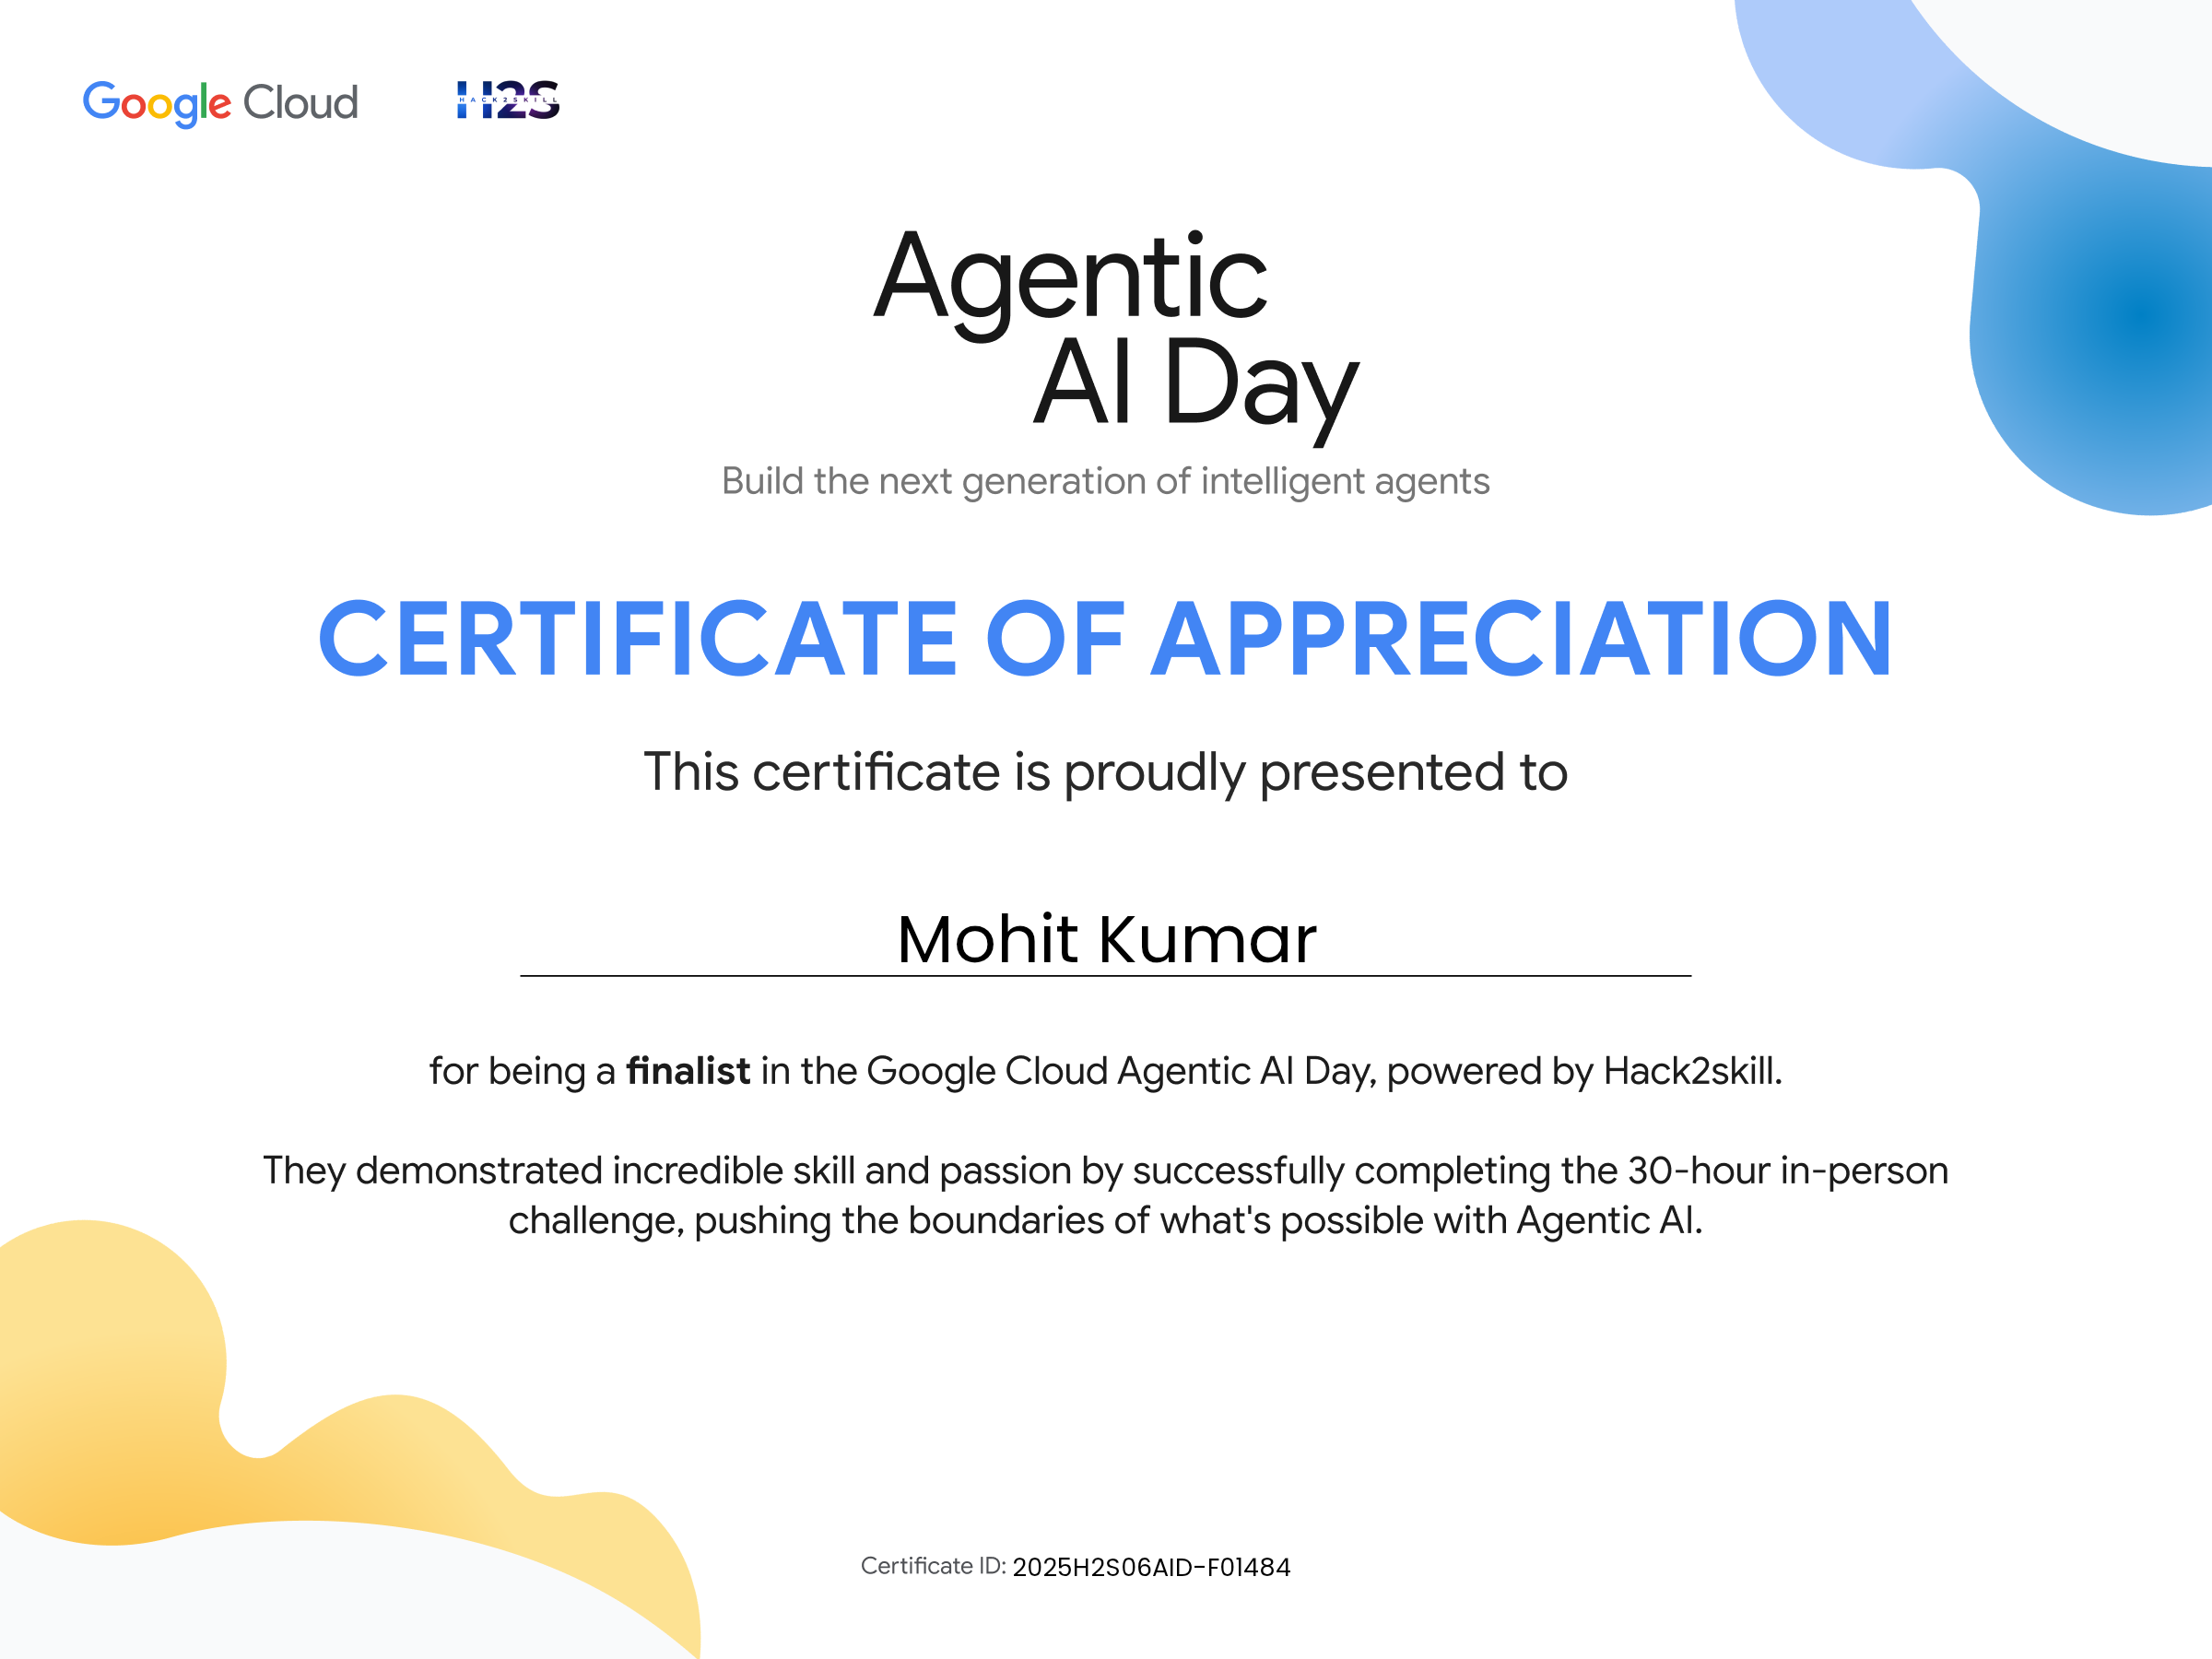 Google Cloud
H2S
HACK2SKILL
Agentic
AI Day
Build the next generation of intelligent agents
CERTIFICATE OF APPRECIATION
This certificate is proudly presented to
Mohit Kumar
for being a finalist in the Google Cloud Agentic AI Day, powered by Hack2skill.
They demonstrated incredible skill and passion by successfully completing the 30-hour in-person
challenge, pushing the boundaries of what's possible with Agentic AI.
Certificate ID: 2025H2S06AID-F01484